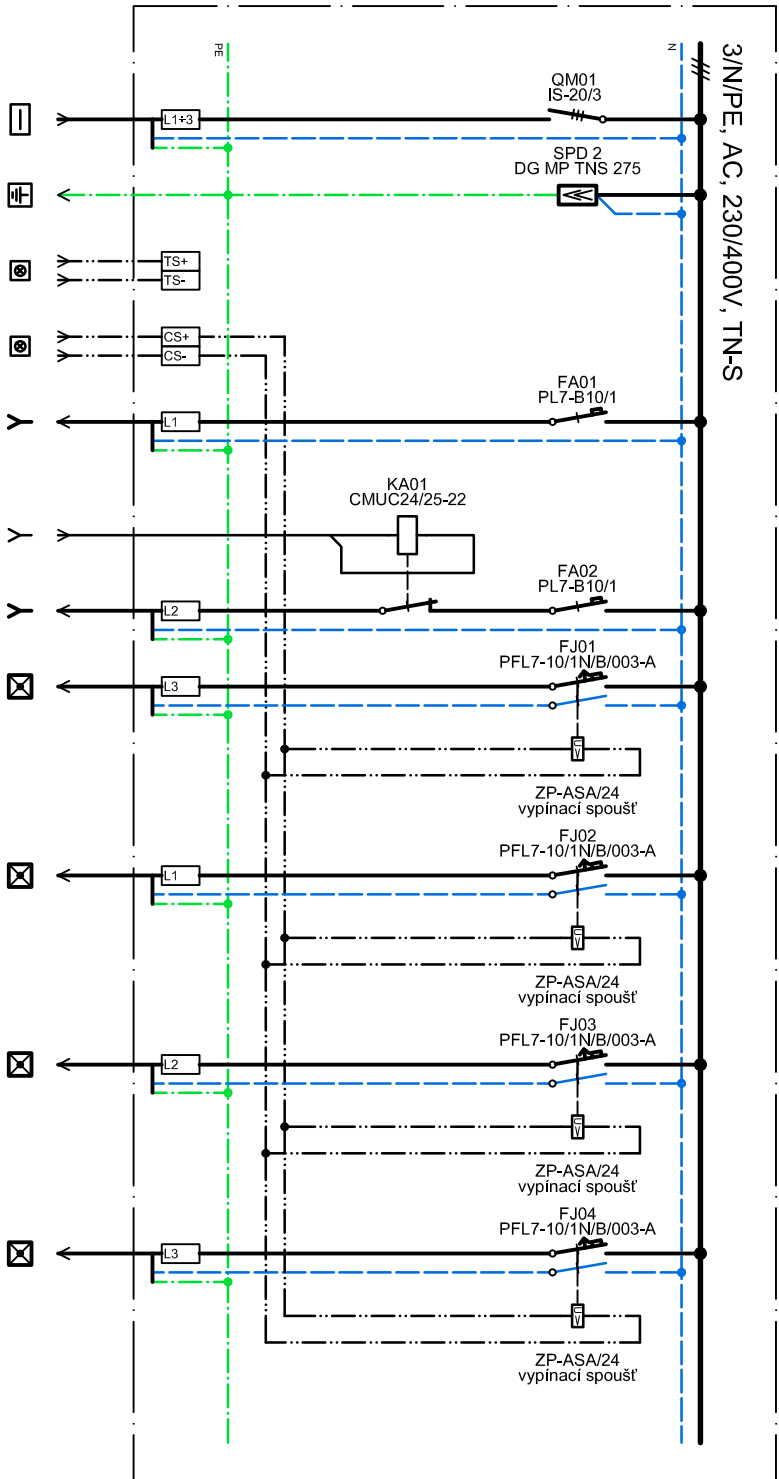 3/N/PE, AC, 230/400V, TN-S
PE
N
QM01
IS-20/3
L1÷3
SPD 2
DG MP TNS 275
TS+
TS-
CS+
CS-
FA01
PL7-B10/1
L1
KA01
CMUC24/25-22
FA02
PL7-B10/1
L2
FJ01
PFL7-10/1N/B/003-A
L3
U<
ZP-ASA/24
vypínací spoušť
FJ02
PFL7-10/1N/B/003-A
L1
U<
ZP-ASA/24
vypínací spoušť
FJ03
PFL7-10/1N/B/003-A
L2
U<
ZP-ASA/24
vypínací spoušť
FJ04
PFL7-10/1N/B/003-A
L3
U<
ZP-ASA/24
vypínací spoušť